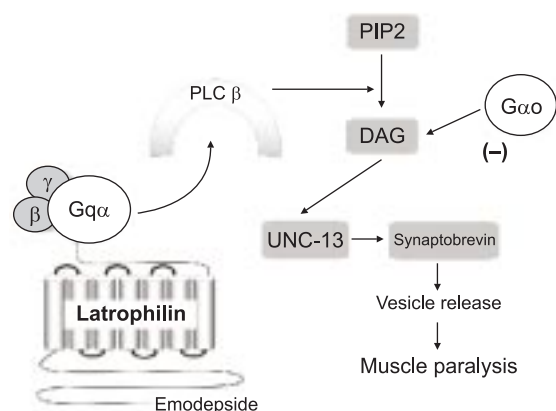 PIP2
PLC β
Gαo
DAG
(–)
γ
β
Gqα
UNC-13
Synaptobrevin
Latrophilin
Vesicle release
Muscle paralysis
Emodepside